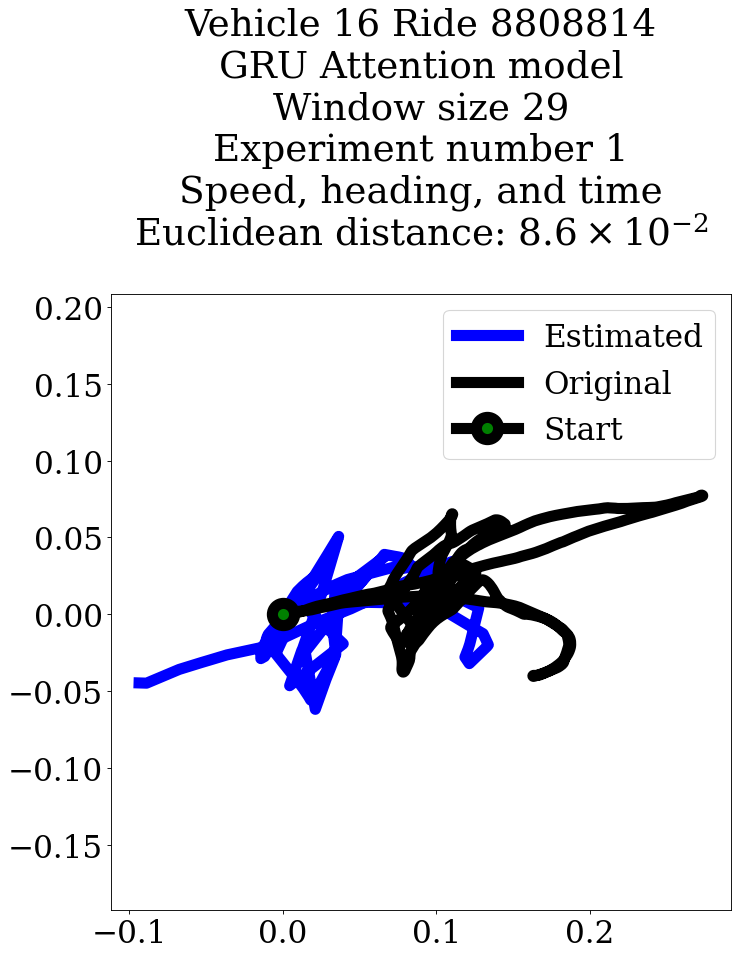 Vehicle 16 Ride 8808814
GRU Attention model
Window size 29
Experiment number 1
Speed, heading, and time
Euclidean distance: 8.6 × 10⁻²
Estimated
Original
Start
0.20
0.15
0.10
0.05
0.00
−0.05
−0.10
−0.15
−0.1 0.0 0.1 0.2